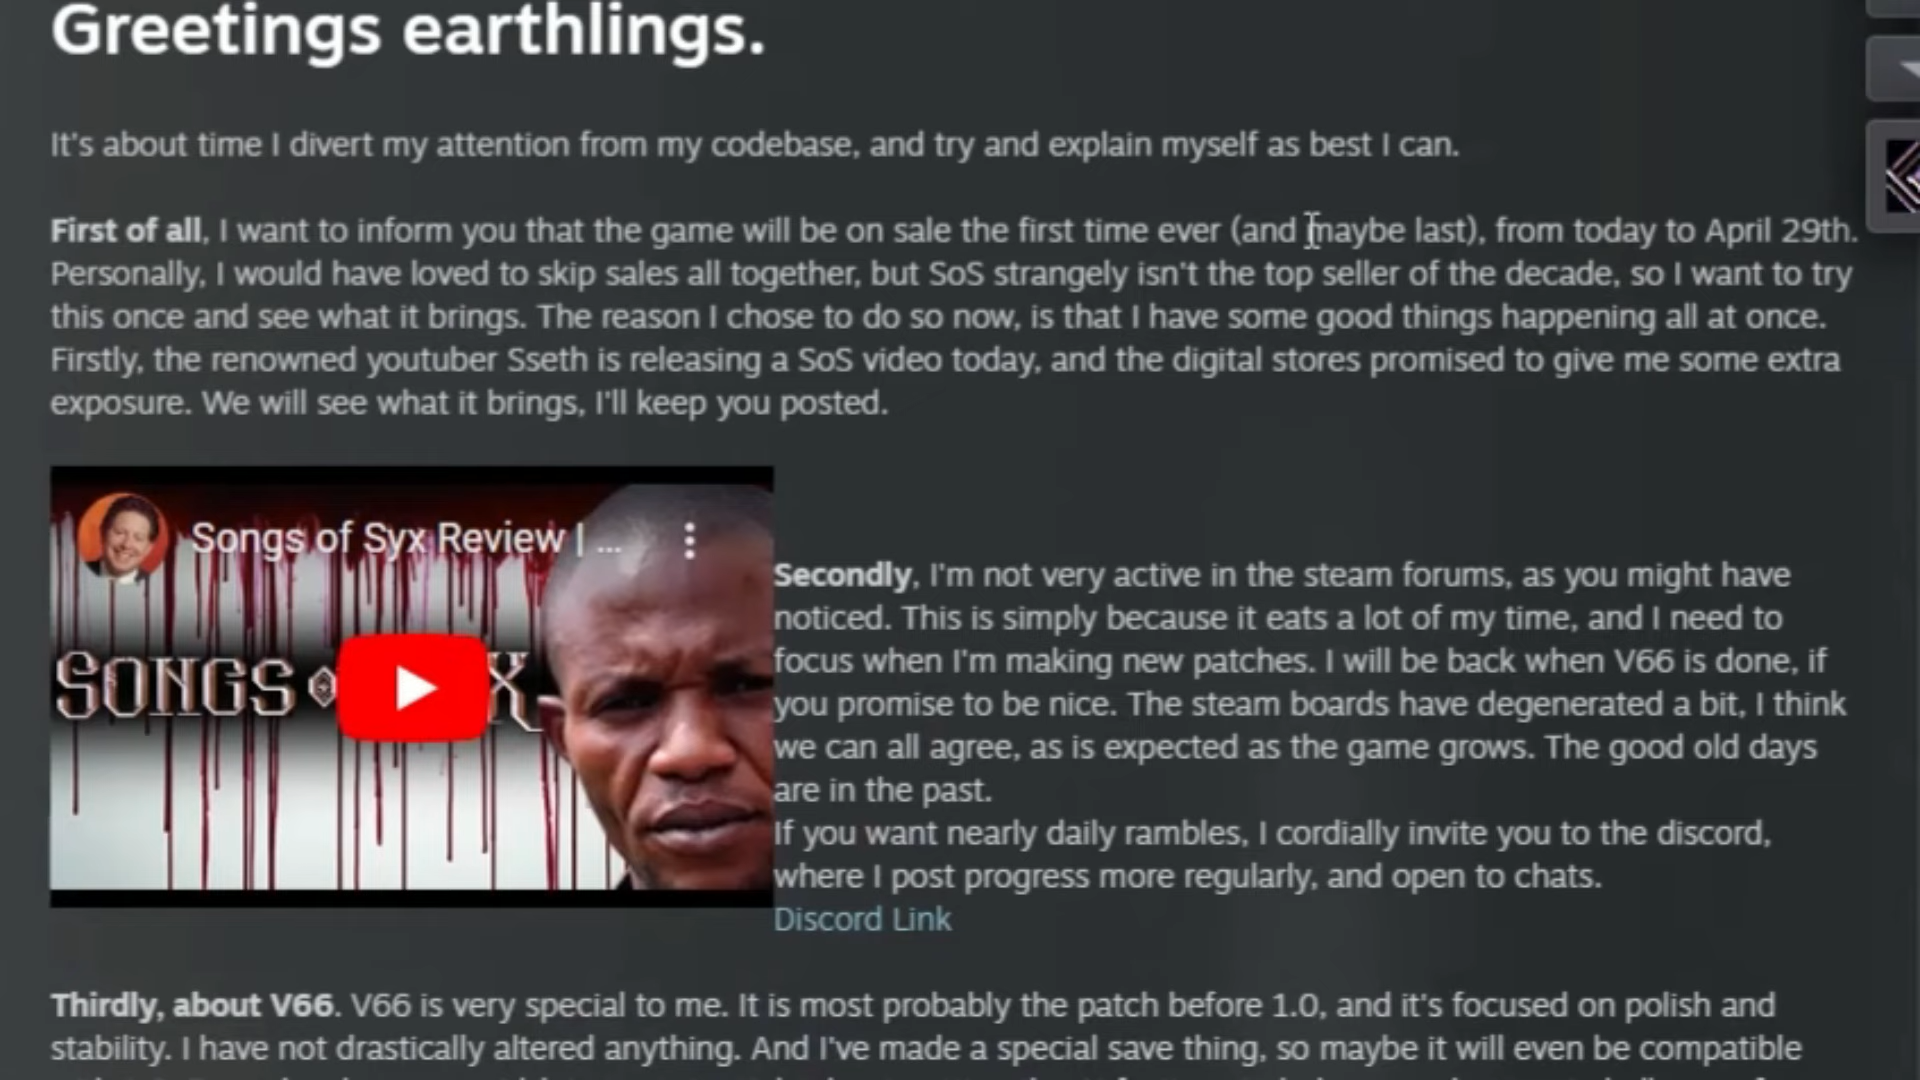 Greetings earthlings.
It's about time I divert my attention from my codebase, and try and explain myself as best I can.
First of all, I want to inform you that the game will be on sale the first time ever (and maybe last), from today to April 29th.
Personally, I would have loved to skip sales all together, but SoS strangely isn't the top seller of the decade, so I want to try
this once and see what it brings. The reason I chose to do so now, is that I have some good things happening all at once.
Firstly, the renowned youtuber Sseth is releasing a SoS video today, and the digital stores promised to give me some extra
exposure. We will see what it brings, I'll keep you posted.
Songs of Syx Review | ...
SONGS X
Secondly, I'm not very active in the steam forums, as you might have
noticed. This is simply because it eats a lot of my time, and I need to
focus when I'm making new patches. I will be back when V66 is done, if
you promise to be nice. The steam boards have degenerated a bit, I think
we can all agree, as is expected as the game grows. The good old days
are in the past.
If you want nearly daily rambles, I cordially invite you to the discord,
where I post progress more regularly, and open to chats.
Discord Link
Thirdly, about V66. V66 is very special to me. It is most probably the patch before 1.0, and it's focused on polish and
stability. I have not drastically altered anything. And I've made a special save thing, so maybe it will even be compatible